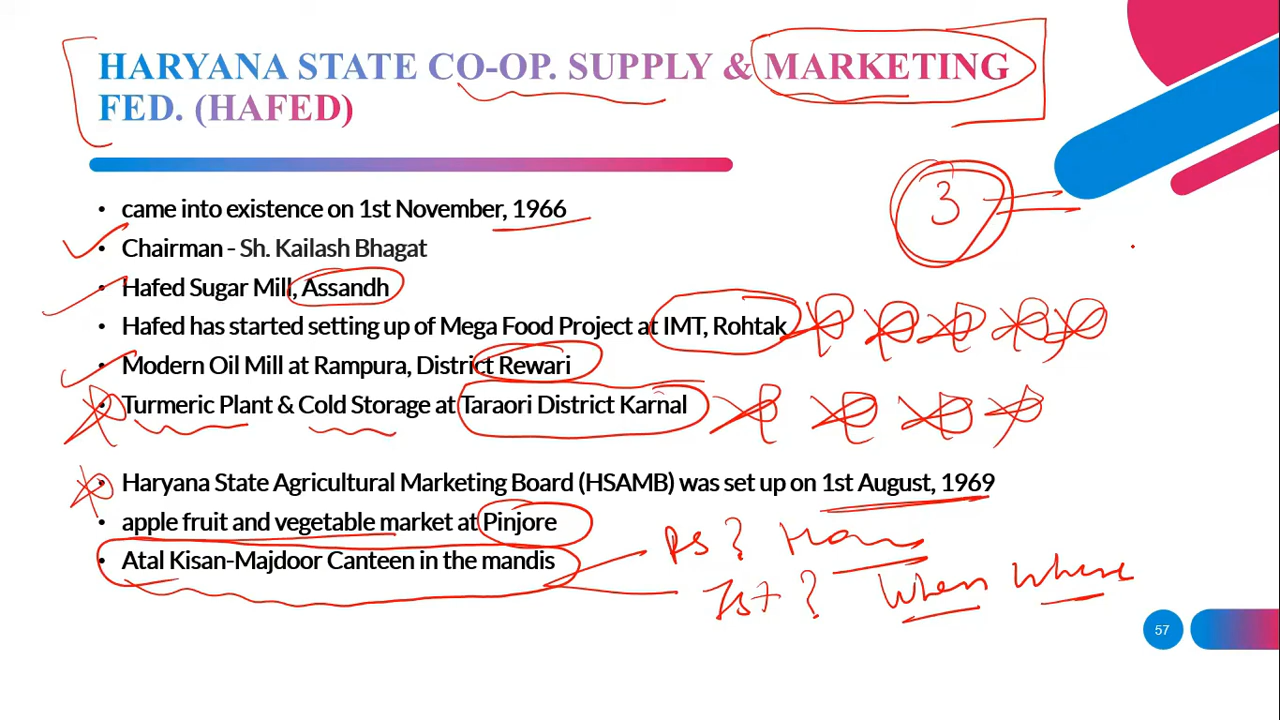 HARYANA STATE CO-OP. SUPPLY & MARKETING
FED. (HAFED)
3
• came into existence on 1st November, 1966
• Chairman - Sh. Kailash Bhagat
• Hafed Sugar Mill, Assandh
• Hafed has started setting up of Mega Food Project at IMT, Rohtak
• Modern Oil Mill at Rampura, District Rewari
• Turmeric Plant & Cold Storage at Taraori District Karnal
• Haryana State Agricultural Marketing Board (HSAMB) was set up on 1st August, 1969
• apple fruit and vegetable market at Pinjore
• Atal Kisan-Majdoor Canteen in the mandis
Rs ?
1st ? When Where
57